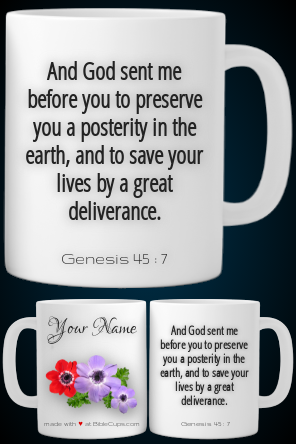 And God sent me
before you to preserve
you a posterity in the
earth, and to save your
lives by a great
deliverance.
Genesis 45 : 7
Your Name
made with ♥ at BibleCups.com
And God sent me
before you to preserve
you a posterity in the
earth, and to save your
lives by a great
deliverance.
Genesis 45 : 7